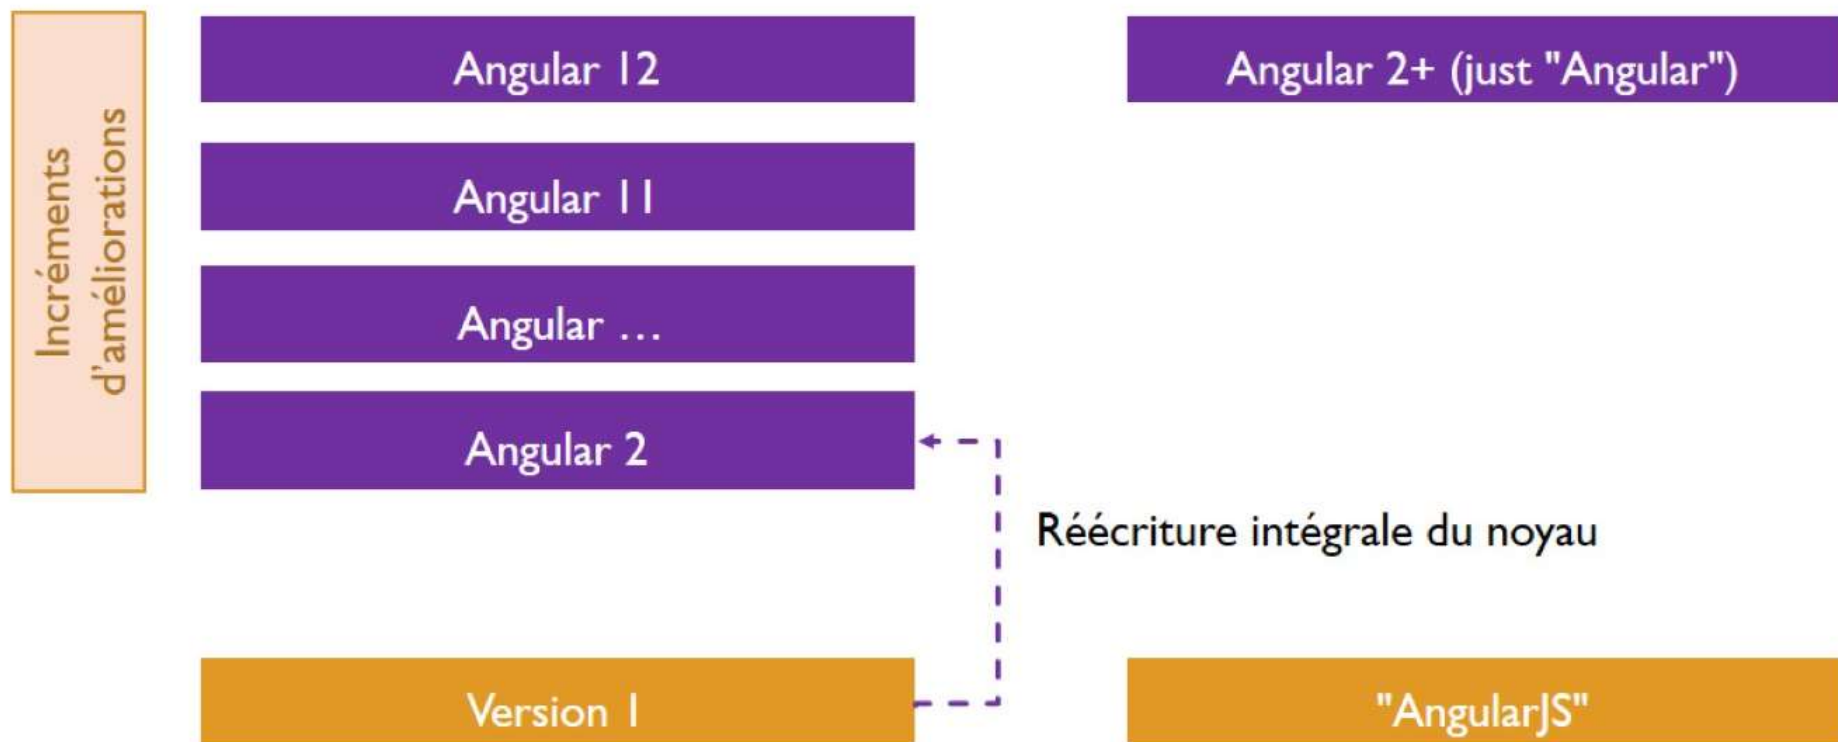 Incréments
d'améliorations
Angular 12
Angular 2+ (just "Angular")
Angular 11
Angular …
Angular 2
Réécriture intégrale du noyau
Version 1
"AngularJS"